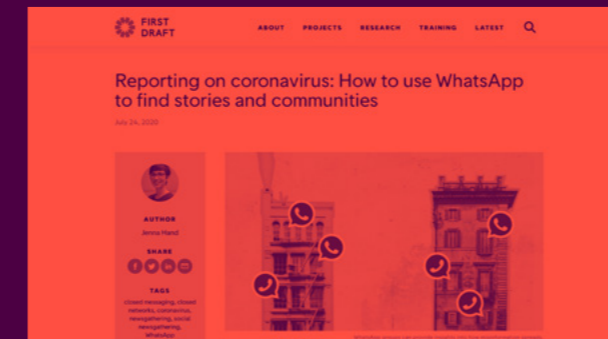 FIRST
DRAFT
ABOUT PROJECTS RESEARCH TRAINING LATEST
Reporting on coronavirus: How to use WhatsApp
to find stories and communities
July 24, 2020
AUTHOR
Jenna Hand
SHARE
TAGS
closed messaging, closed
networks, coronavirus,
newsgathering, social
newsgathering,
WhatsApp